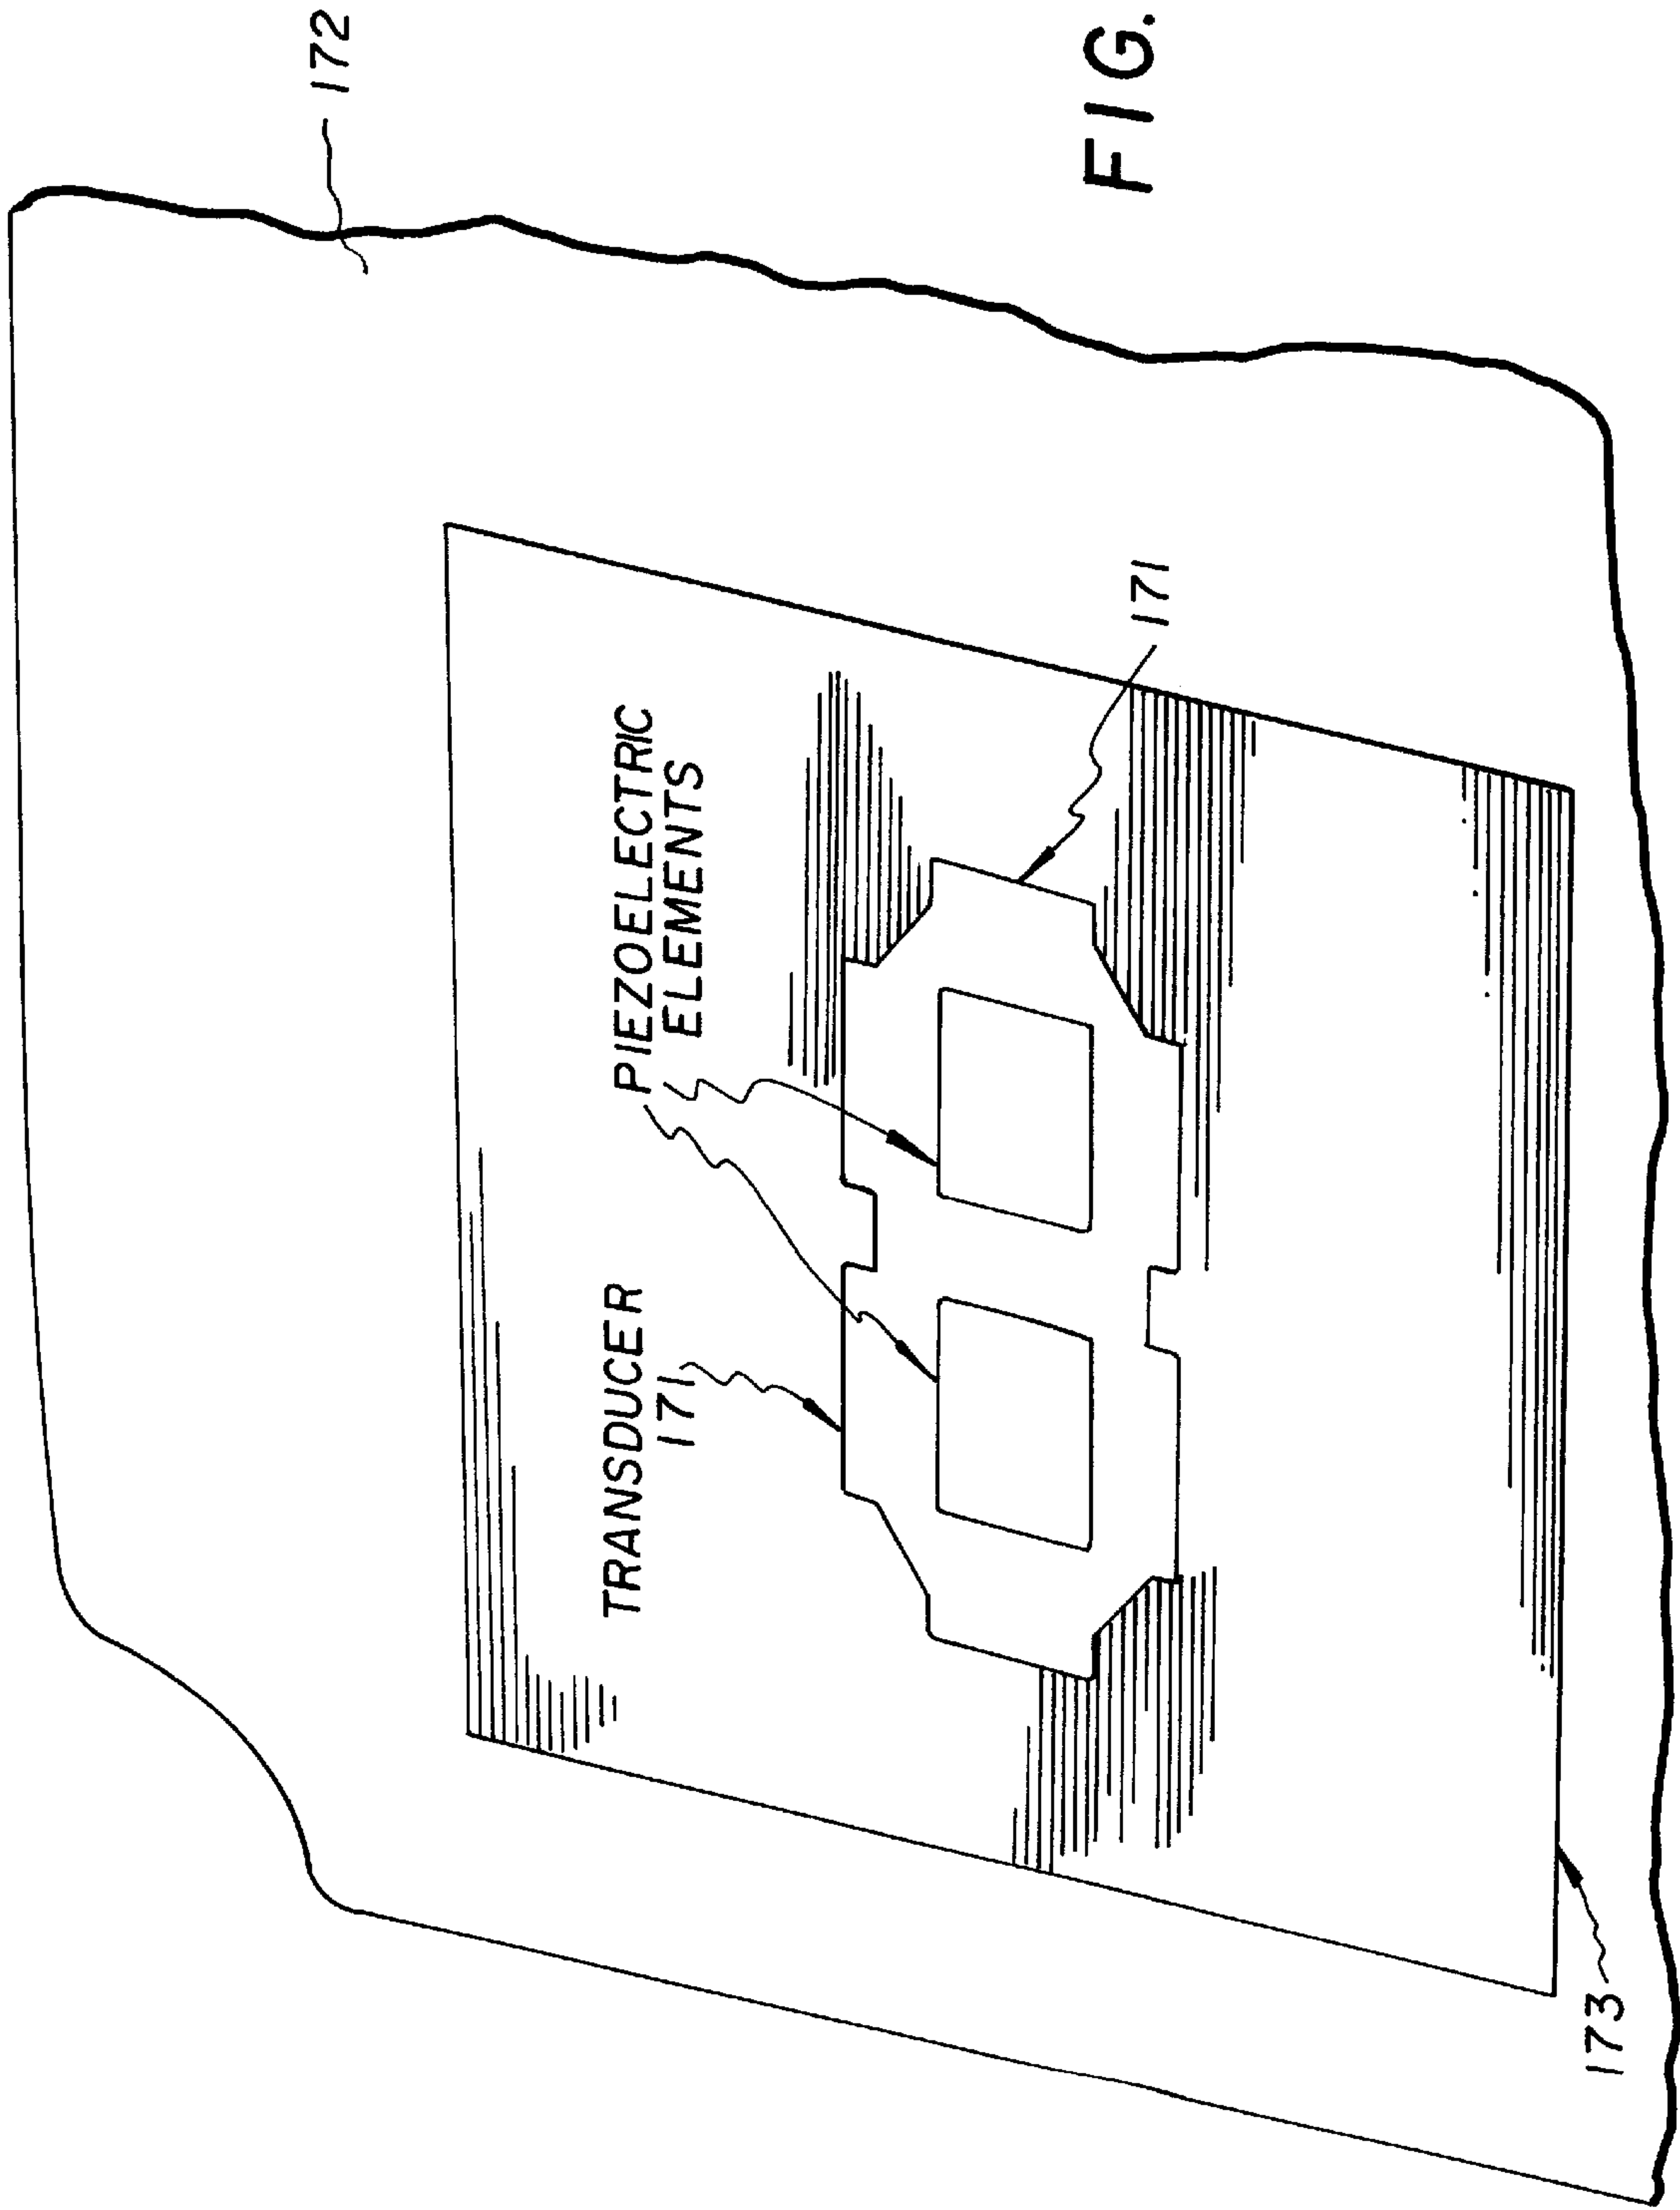 172
TRANSDUCER
171
PIEZOELECTRIC
ELEMENTS
171
173
FIG.